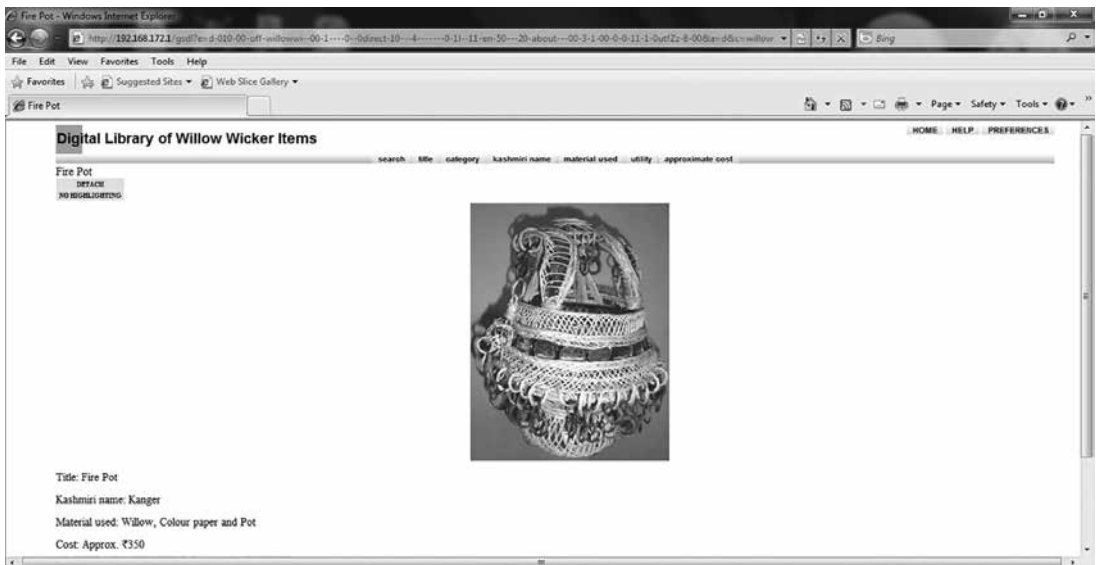 Fire Pot - Windows Internet Explorer
Bing
File Edit View Favorites Tools Help
Favorites Suggested Sites Web Slice Gallery
Fire Pot
Page Safety Tools
HOME HELP PREFERENCES
Digital Library of Willow Wicker Items
search title category kashmiri name material used utility approximate cost
Fire Pot
DETACH
NO HIGHLIGHTING
Title: Fire Pot
Kashmiri name: Kanger
Material used: Willow, Colour paper and Pot
Cost: Approx. ₹350